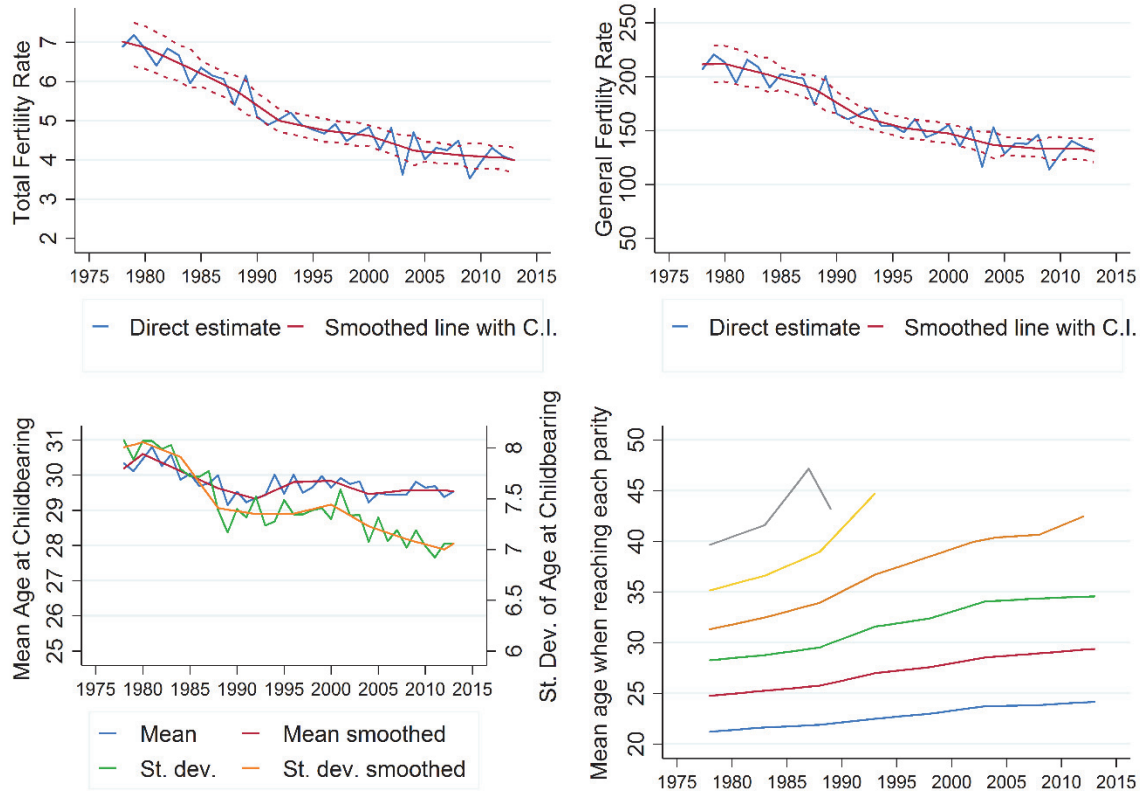 Total Fertility Rate
7
6
5
4
3
2
1975 1980 1985 1990 1995 2000 2005 2010 2015
Direct estimate Smoothed line with C.I.
General Fertility Rate
250
200
150
100
50
1975 1980 1985 1990 1995 2000 2005 2010 2015
Direct estimate Smoothed line with C.I.
Mean Age at Childbearing
31
30
29
28
27
26
25
St. Dev. of Age at Childbearing
8
7.5
7
6.5
6
1975 1980 1985 1990 1995 2000 2005 2010 2015
Mean Mean smoothed
St. dev. St. dev. smoothed
Mean age when reaching each parity
50
45
40
35
30
25
20
1975 1980 1985 1990 1995 2000 2005 2010 2015